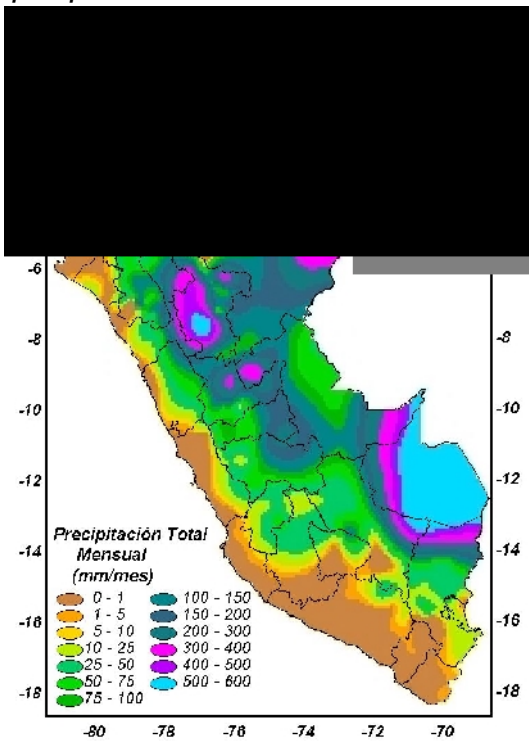 -6
-8 -8
-10 -10
-12 -12
Precipitación Total
Mensual
(mm/mes)
-14 -14
0 - 1 100 - 150
1 - 5 150 - 200
5 - 10 200 - 300
-16 -16
10 - 25 300 - 400
25 - 50 400 - 500
50 - 75 500 - 600
75 - 100
-18 -18
-80 -78 -76 -74 -72 -70